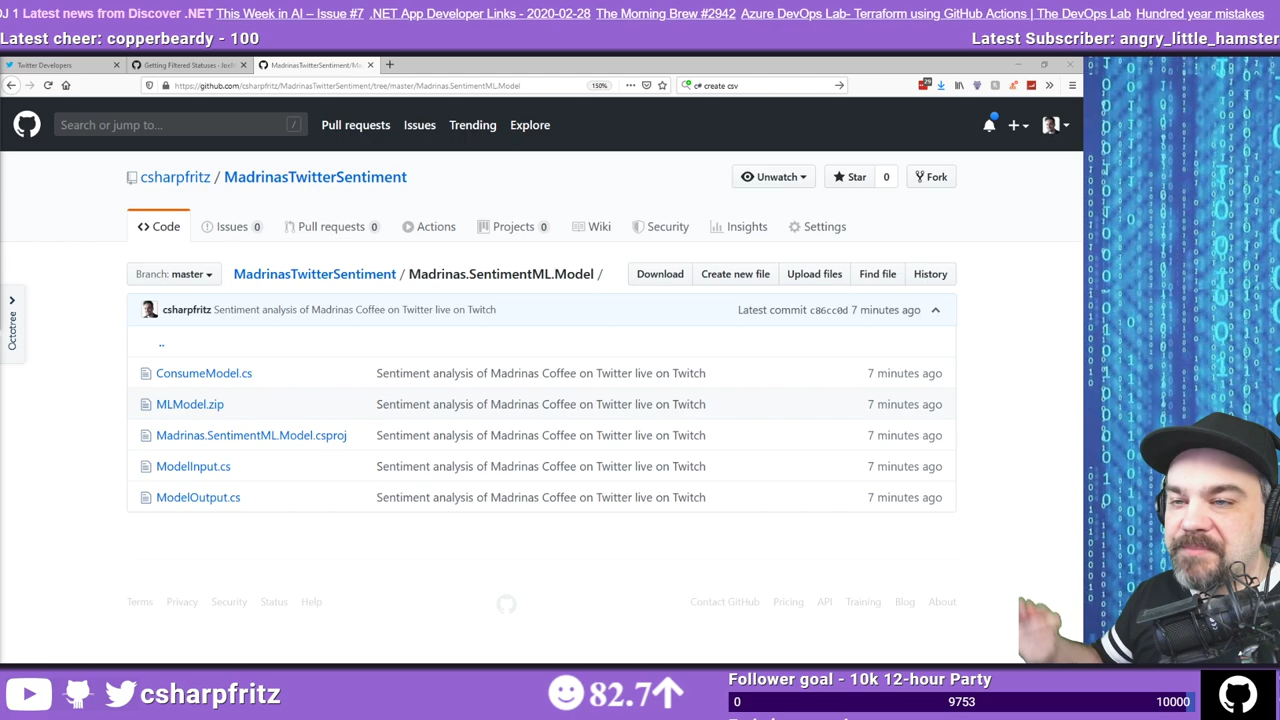 DJ 1 Latest news from Discover .NET This Week in AI – Issue #7 .NET App Developer Links - 2020-02-28 The Morning Brew #2942 Azure DevOps Lab- Terraform using GitHub Actions | The DevOps Lab Hundred year mistakes
Latest cheer: copperbeardy - 100
Latest Subscriber: angry_little_hamster
Twitter Developers
Getting Filtered Statuses
MadrinasTwitterSentiment/Ma
https://github.com/csharpfritz/MadrinasTwitterSentiment/tree/master/Madrinas.SentimentML.Model
150%
c# create csv
29
Search or jump to...
/
Pull requests
Issues
Trending
Explore
csharpfritz / MadrinasTwitterSentiment
Unwatch
Star 0
Fork
Code
Issues 0
Pull requests 0
Actions
Projects 0
Wiki
Security
Insights
Settings
Branch: master
MadrinasTwitterSentiment / Madrinas.SentimentML.Model /
Download
Create new file
Upload files
Find file
History
Octotree
csharpfritz Sentiment analysis of Madrinas Coffee on Twitter live on Twitch
Latest commit c86cc0d 7 minutes ago
..
ConsumeModel.cs Sentiment analysis of Madrinas Coffee on Twitter live on Twitch 7 minutes ago
MLModel.zip Sentiment analysis of Madrinas Coffee on Twitter live on Twitch 7 minutes ago
Madrinas.SentimentML.Model.csproj Sentiment analysis of Madrinas Coffee on Twitter live on Twitch 7 minutes ago
ModelInput.cs Sentiment analysis of Madrinas Coffee on Twitter live on Twitch 7 minutes ago
ModelOutput.cs Sentiment analysis of Madrinas Coffee on Twitter live on Twitch 7 minutes ago
Terms Privacy Security Status Help
Contact GitHub Pricing API Training Blog About
csharpfritz
82.7
Follower goal - 10k 12-hour Party
0 9753 10000